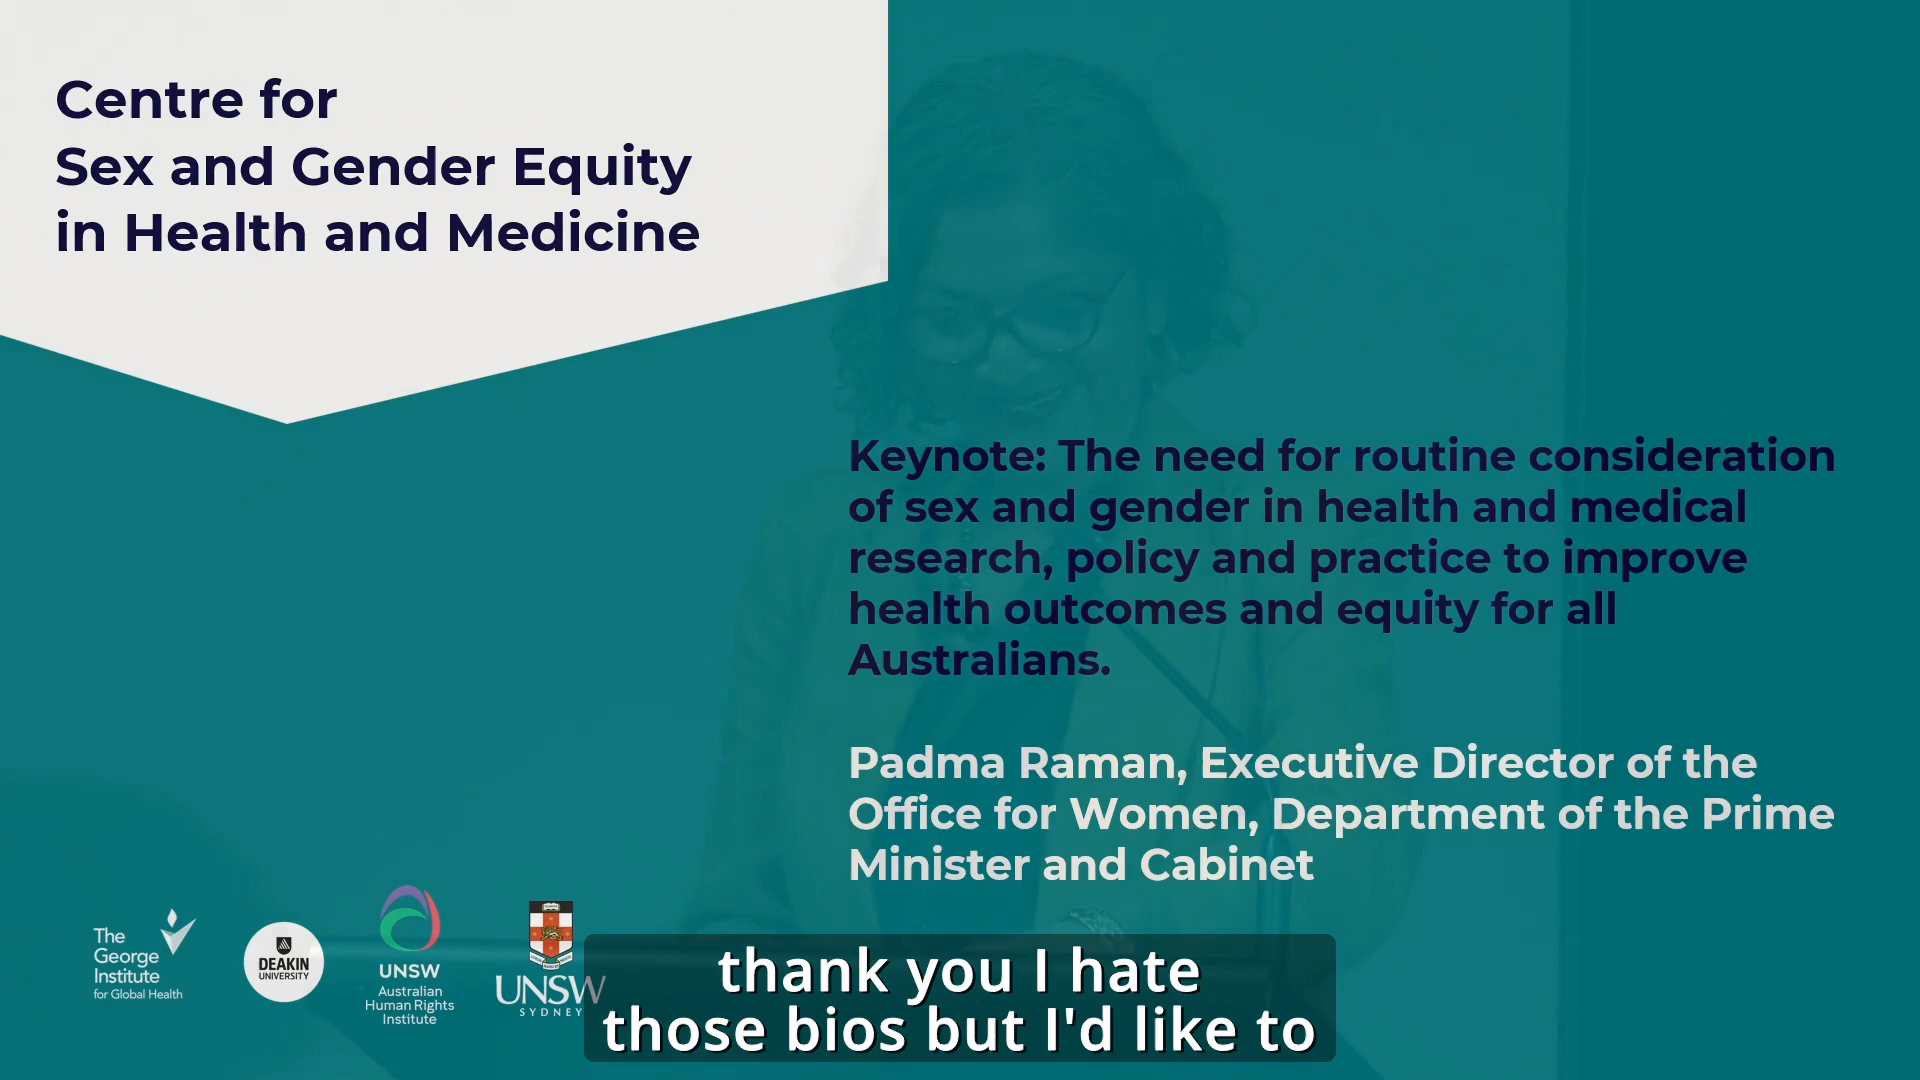 Centre for
Sex and Gender Equity
in Health and Medicine
Keynote: The need for routine consideration
of sex and gender in health and medical
research, policy and practice to improve
health outcomes and equity for all
Australians.
Padma Raman, Executive Director of the
Office for Women, Department of the Prime
Minister and Cabinet
The
George
Institute
for Global Health
DEAKIN
UNIVERSITY
UNSW
Australian
Human Rights
Institute
UNSW
SYDNEY
thank you I hate
those bios but I'd like to